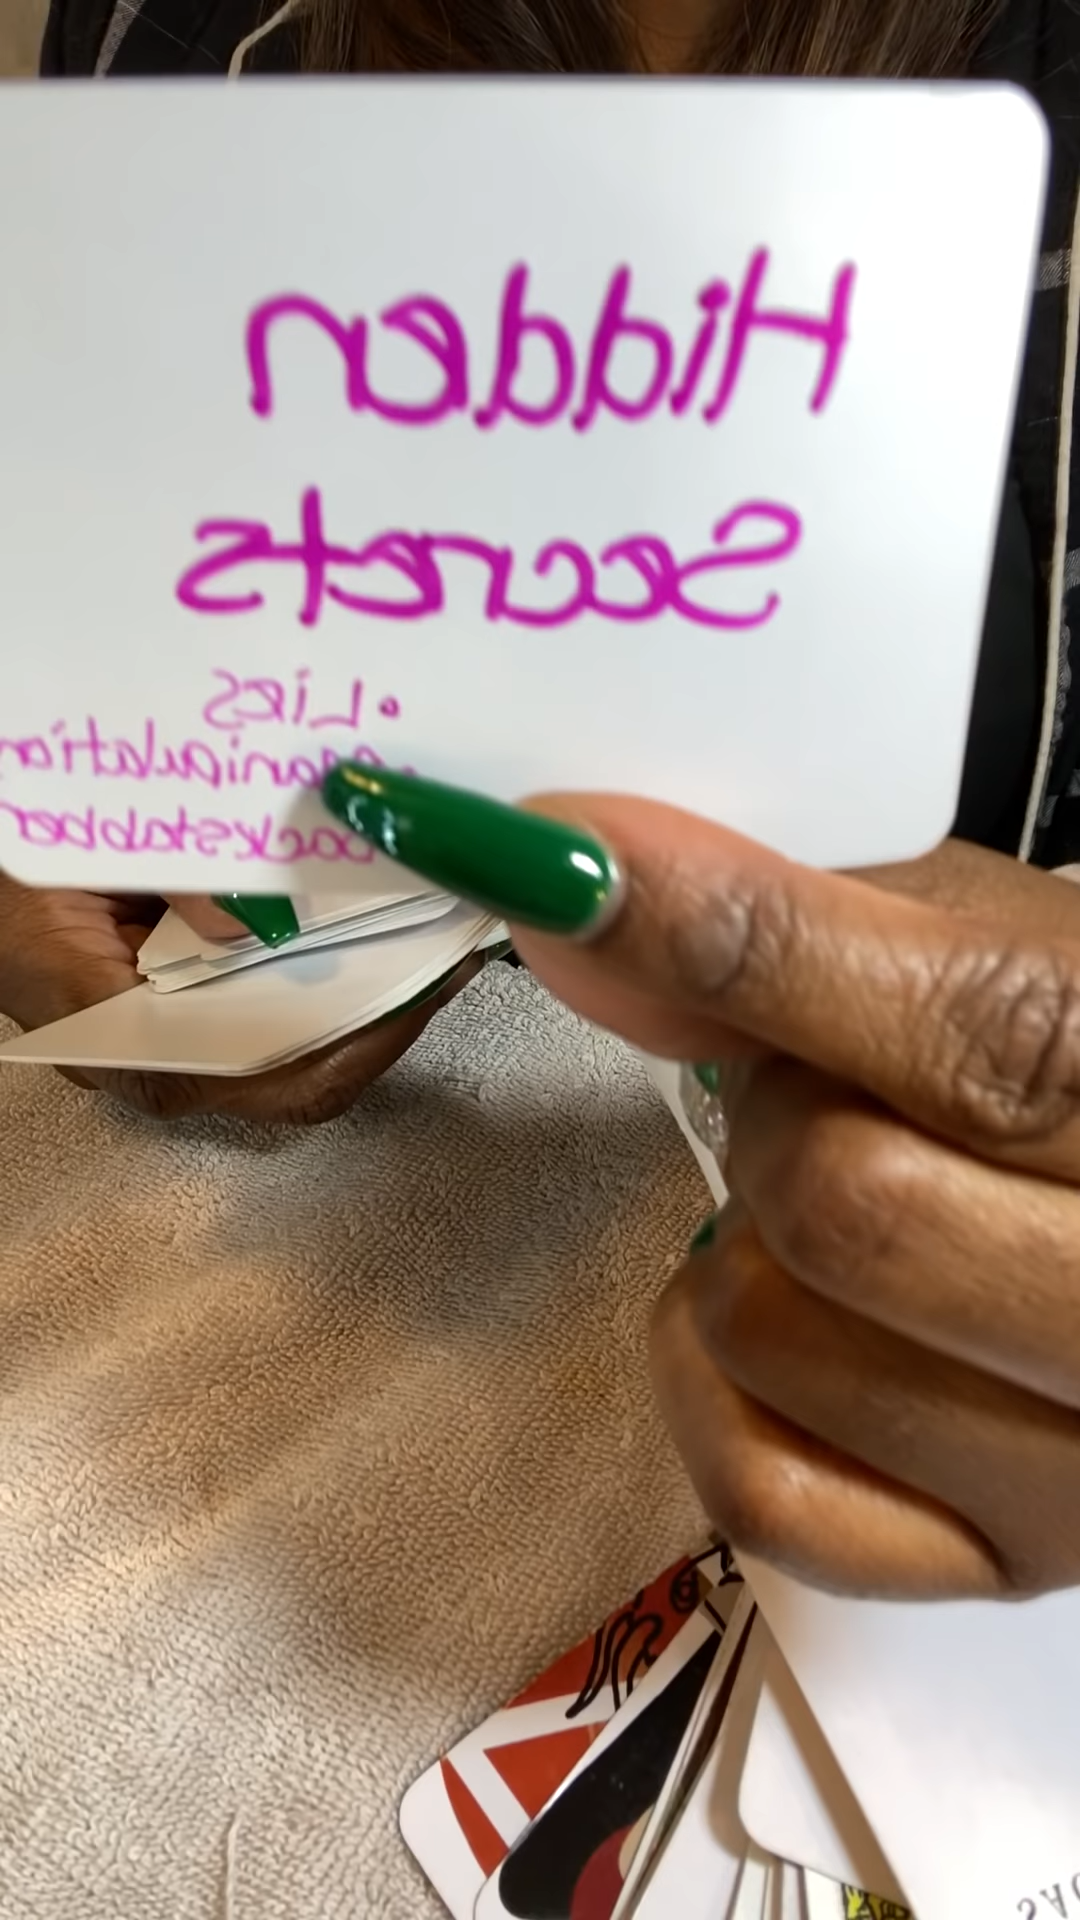 Hidden
Secrets
• Lies
Manipulation
backstabber